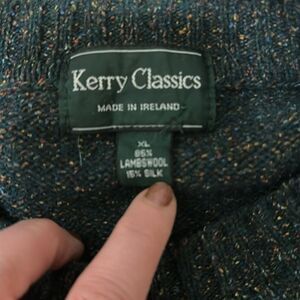 Kerry Classics
MADE IN IRELAND
XL
85%
LAMBSWOOL
15% SILK